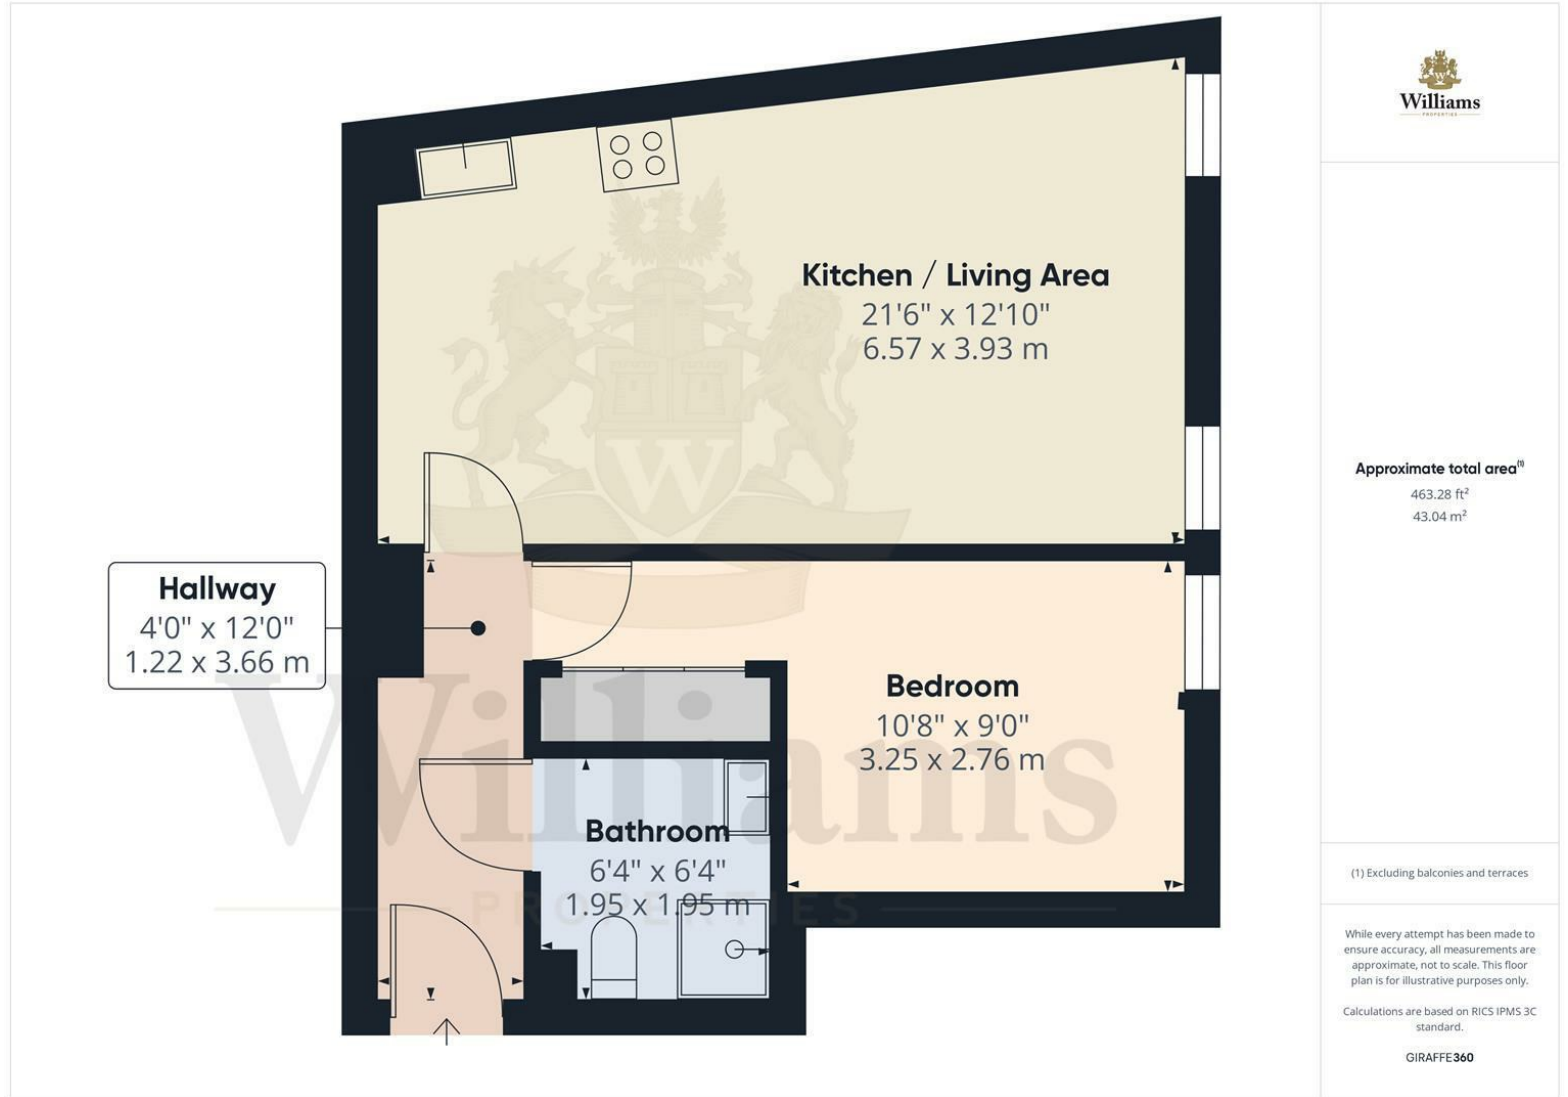 Kitchen / Living Area
21'6" x 12'10"
6.57 x 3.93 m
Hallway
4'0" x 12'0"
1.22 x 3.66 m
Bedroom
10'8" x 9'0"
3.25 x 2.76 m
Bathroom
6'4" x 6'4"
1.95 x 1.95 m
W
Williams
PROPERTIES
W
Williams
PROPERTIES
Approximate total area(1)
463.28 ft²
43.04 m²
(1) Excluding balconies and terraces
While every attempt has been made to
ensure accuracy, all measurements are
approximate, not to scale. This floor
plan is for illustrative purposes only.
Calculations are based on RICS IPMS 3C
standard.
GIRAFFE360